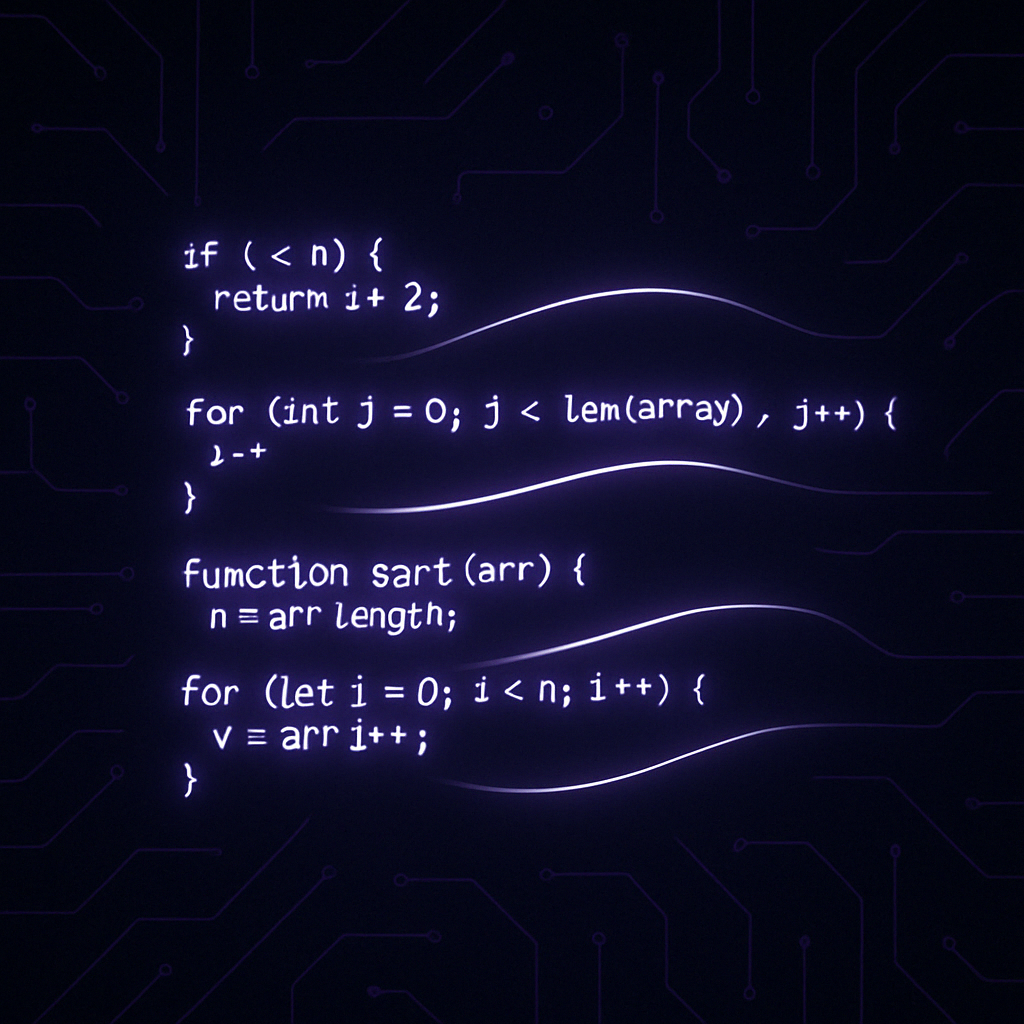 if ( < n) {
returm i+ 2;
}
for (int j = 0; j < lem(array) , j++) {
}
fumction sart (arr) {
n ≡ arr length;
for (let i = 0; i < n; i++) {
v ≡ arr i++ ;
}